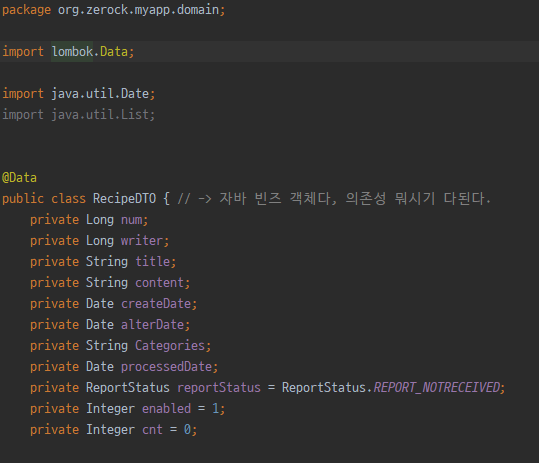 package org.zerock.myapp.domain;
import lombok.Data;
import java.util.Date;
import java.util.List;
@Data
public class RecipeDTO { // -> 자바 빈즈 객체다, 의존성 뭐시기 다된다.
private Long num;
private Long writer;
private String title;
private String content;
private Date createDate;
private Date alterDate;
private String Categories;
private Date processedDate;
private ReportStatus reportStatus = ReportStatus.REPORT_NOTRECEIVED;
private Integer enabled = 1;
private Integer cnt = 0;